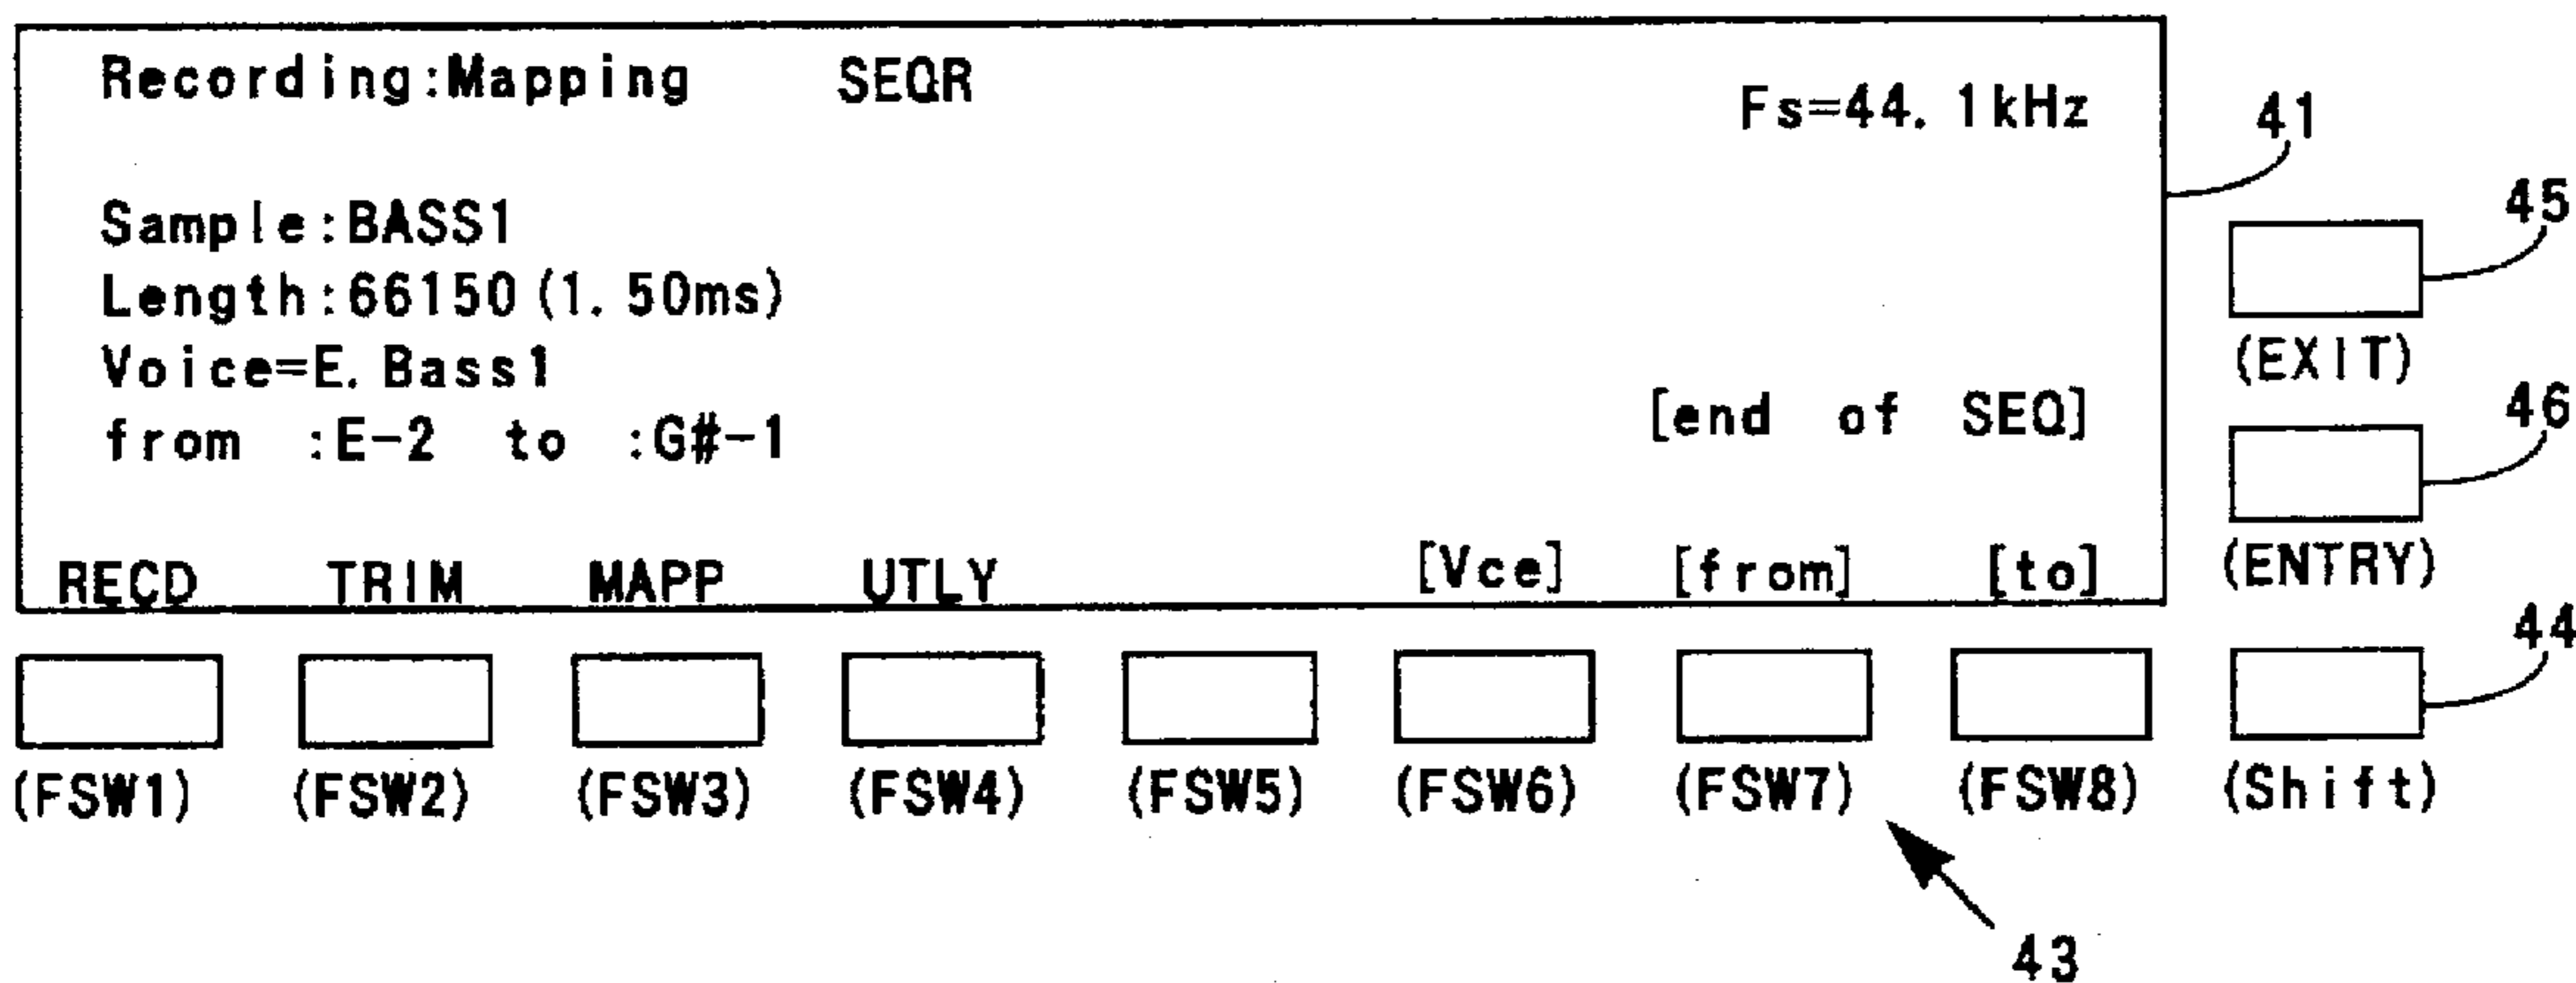 Recording:Mapping SEQR
Fs=44.1kHz
41
Sample:BASS1
45
Length:66150(1.50ms)
(EXIT)
Voice=E.Bass1
[end of SEQ]
46
from :E-2 to :G#-1
RECD TRIM MAPP UTLY [Vce] [from] [to]
(ENTRY)
44
(FSW1) (FSW2) (FSW3) (FSW4) (FSW5) (FSW6) (FSW7) (FSW8) (Shift)
43